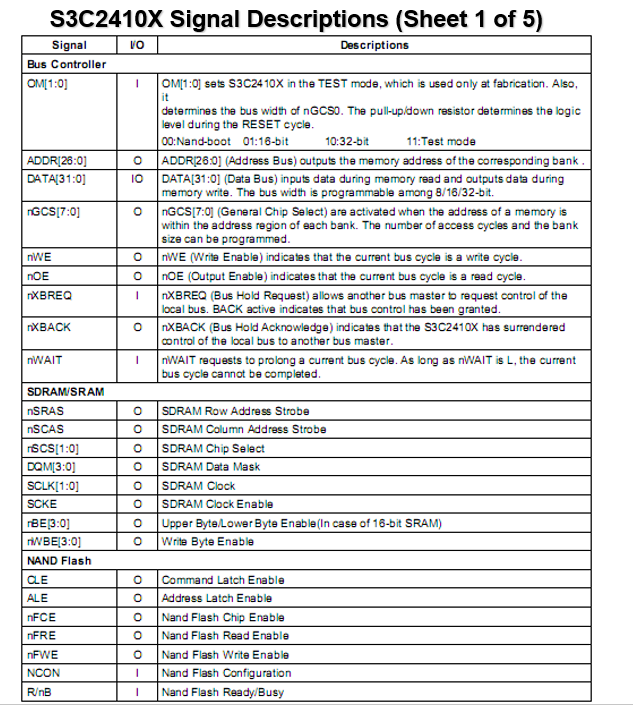 S3C2410X Signal Descriptions (Sheet 1 of 5)
Signal I/O Descriptions
Bus Controller
OM[1:0] I OM[1:0] sets S3C2410X in the TEST mode, which is used only at fabrication. Also,
it
determines the bus width of nGCS0. The pull-up/down resistor determines the logic
level during the RESET cycle.
00:Nand-boot 01:16-bit 10:32-bit 11:Test mode
ADDR[26:0] O ADDR[26:0] (Address Bus) outputs the memory address of the corresponding bank .
DATA[31:0] IO DATA[31:0] (Data Bus) inputs data during memory read and outputs data during
memory write. The bus width is programmable among 8/16/32-bit.
nGCS[7:0] O nGCS[7:0] (General Chip Select) are activated when the address of a memory is
within the address region of each bank. The number of access cycles and the bank
size can be programmed.
nWE O nWE (Write Enable) indicates that the current bus cycle is a write cycle.
nOE O nOE (Output Enable) indicates that the current bus cycle is a read cycle.
nXBREQ I nXBREQ (Bus Hold Request) allows another bus master to request control of the
local bus. BACK active indicates that bus control has been granted.
nXBACK O nXBACK (Bus Hold Acknowledge) indicates that the S3C2410X has surrendered
control of the local bus to another bus master.
nWAIT I nWAIT requests to prolong a current bus cycle. As long as nWAIT is L, the current
bus cycle cannot be completed.
SDRAM/SRAM
nSRAS O SDRAM Row Address Strobe
nSCAS O SDRAM Column Address Strobe
nSCS[1:0] O SDRAM Chip Select
DQM[3:0] O SDRAM Data Mask
SCLK[1:0] O SDRAM Clock
SCKE O SDRAM Clock Enable
nBE[3:0] O Upper Byte/Lower Byte Enable(In case of 16-bit SRAM)
nWBE[3:0] O Write Byte Enable
NAND Flash
CLE O Command Latch Enable
ALE O Address Latch Enable
nFCE O Nand Flash Chip Enable
nFRE O Nand Flash Read Enable
nFWE O Nand Flash Write Enable
NCON I Nand Flash Configuration
R/nB I Nand Flash Ready/Busy